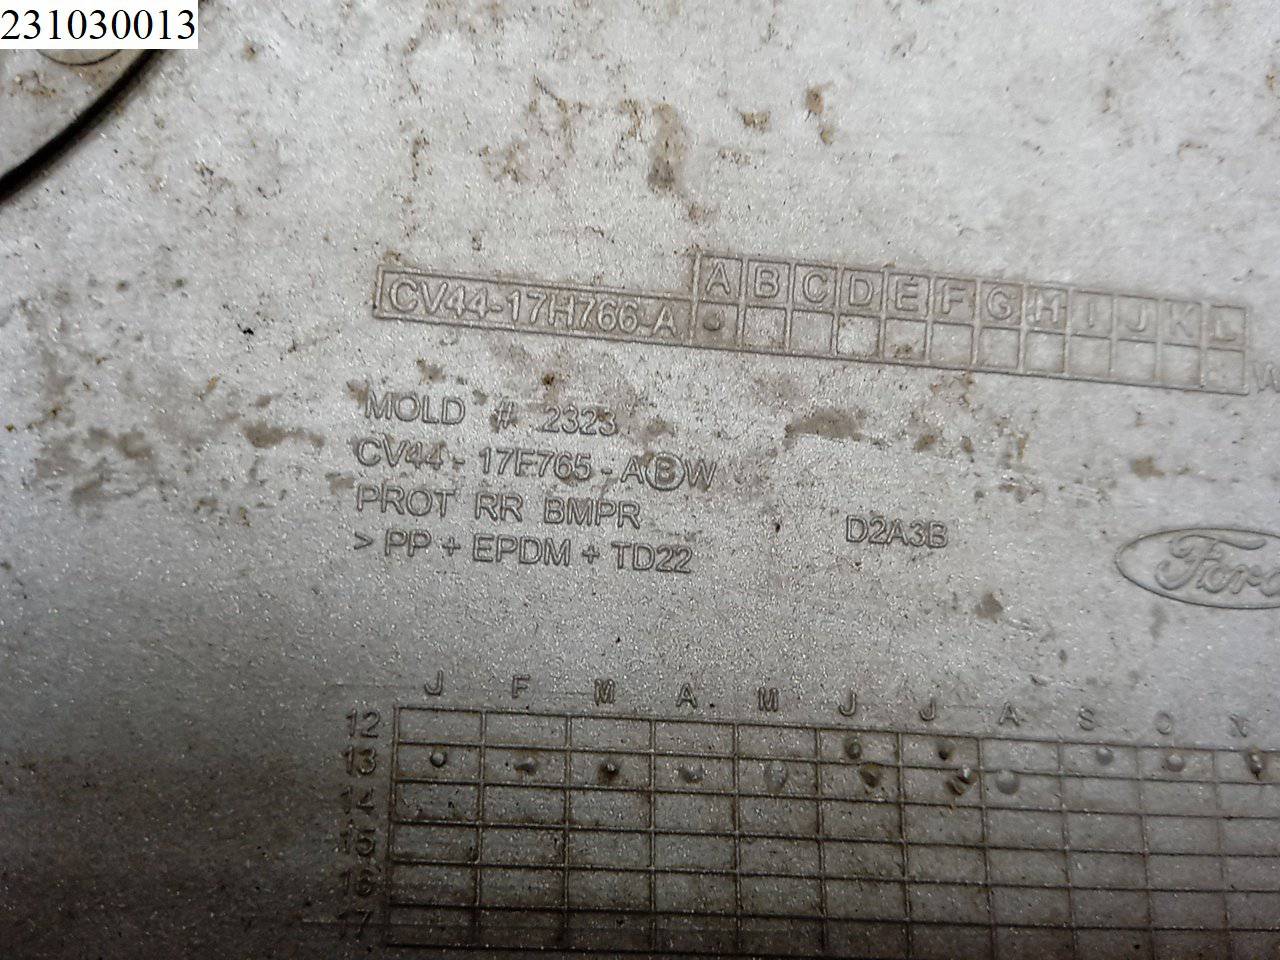 231030013
A B C D E F G H I J K L
CV44-17H766-A
W
MOLD # 2323
CV44 - 17F765 - ABW
PROT RR BMPR
D2A3B
> PP + EPDM + TD22
Ford
J F M A M J J A S O N
12
13
14
15
16
17